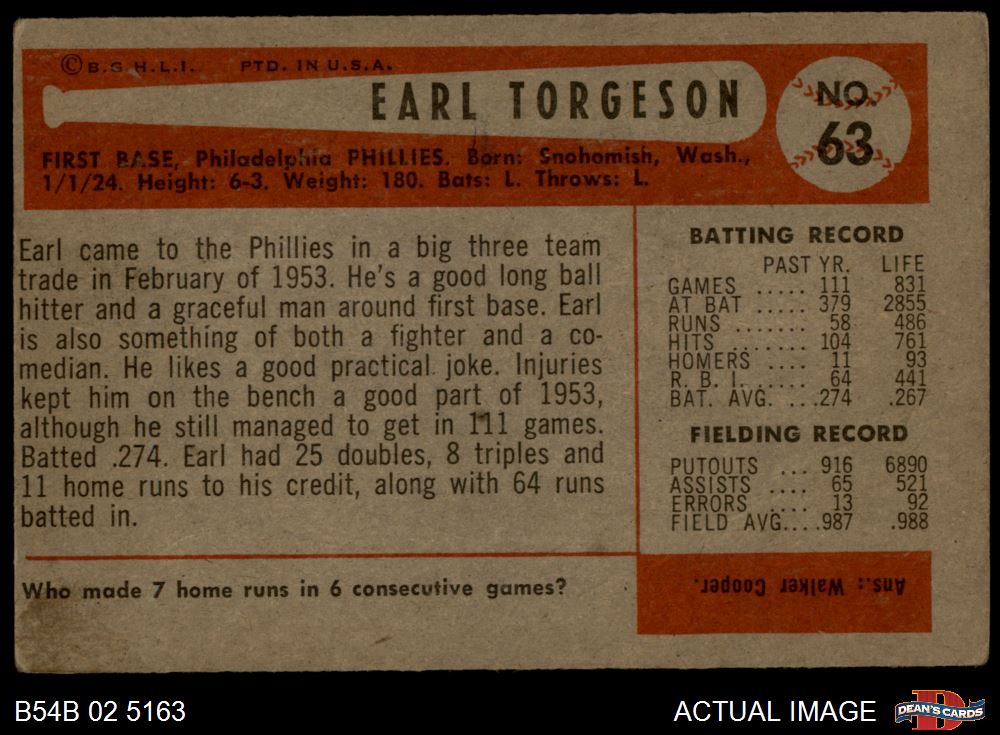 ©B.G.H.L.I. PTD. IN U.S.A.
EARL TORGESON
NO.
63
FIRST BASE, Philadelphia PHILLIES. Born: Snohomish, Wash.,
1/1/24. Height: 6-3. Weight: 180. Bats: L. Throws: L.
Earl came to the Phillies in a big three team
trade in February of 1953. He's a good long ball
hitter and a graceful man around first base. Earl
is also something of both a fighter and a co-
median. He likes a good practical joke. Injuries
kept him on the bench a good part of 1953,
although he still managed to get in 111 games.
Batted .274. Earl had 25 doubles, 8 triples and
11 home runs to his credit, along with 64 runs
batted in.
BATTING RECORD
PAST YR. LIFE
GAMES ..... 111 831
AT BAT ..... 379 2855
RUNS ....... 58 486
HITS ....... 104 761
HOMERS ..... 11 93
R. B. I. ...... 64 441
BAT. AVG. ....274 .267
FIELDING RECORD
PUTOUTS ... 916 6890
ASSISTS .... 65 521
ERRORS .... 13 92
FIELD AVG....987 .988
Who made 7 home runs in 6 consecutive games?
Ans.: Walker Cooper.
B54B 02 5163
ACTUAL IMAGE
D
DEAN'S CARDS